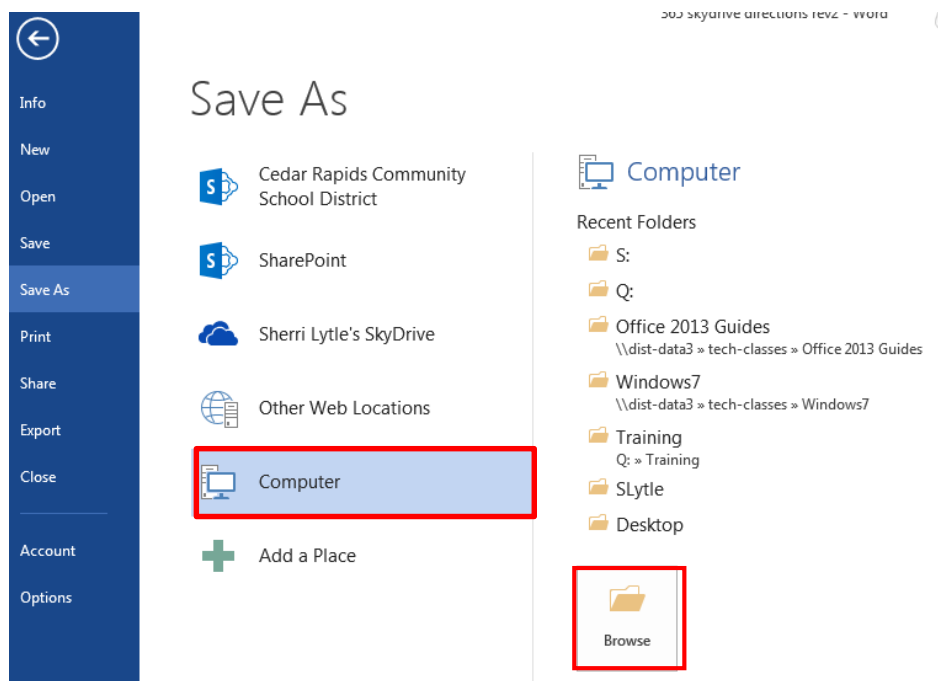 365 skydrive directions rev2 - Word
Info
New
Open
Save
Save As
Print
Share
Export
Close
Account
Options
Save As
Cedar Rapids Community
School District
SharePoint
Sherri Lytle's SkyDrive
Other Web Locations
Computer
Add a Place
Computer
Recent Folders
S:
Q:
Office 2013 Guides
\\dist-data3 » tech-classes » Office 2013 Guides
Windows7
\\dist-data3 » tech-classes » Windows7
Training
Q: » Training
SLytle
Desktop
Browse